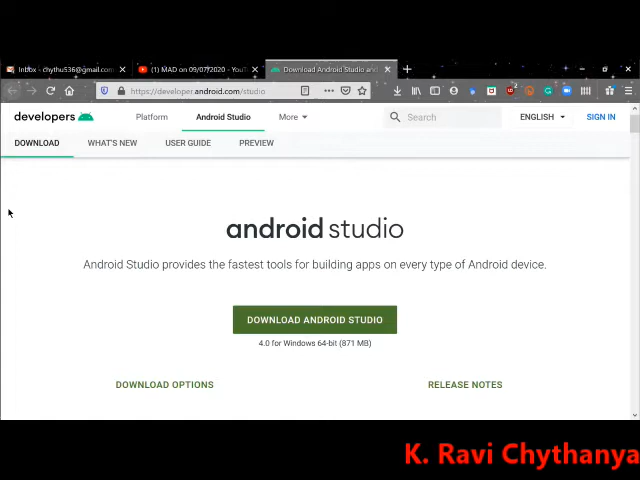 Inbox - chythu536@gmail.com
(1) MAD on 09/07/2020 - YouT
Download Android Studio and
https://developer.android.com/studio
developers
Platform
Android Studio
More
Search
ENGLISH
SIGN IN
DOWNLOAD
WHAT'S NEW
USER GUIDE
PREVIEW
android studio
Android Studio provides the fastest tools for building apps on every type of Android device.
DOWNLOAD ANDROID STUDIO
4.0 for Windows 64-bit (871 MB)
DOWNLOAD OPTIONS
RELEASE NOTES
K. Ravi Chythanya